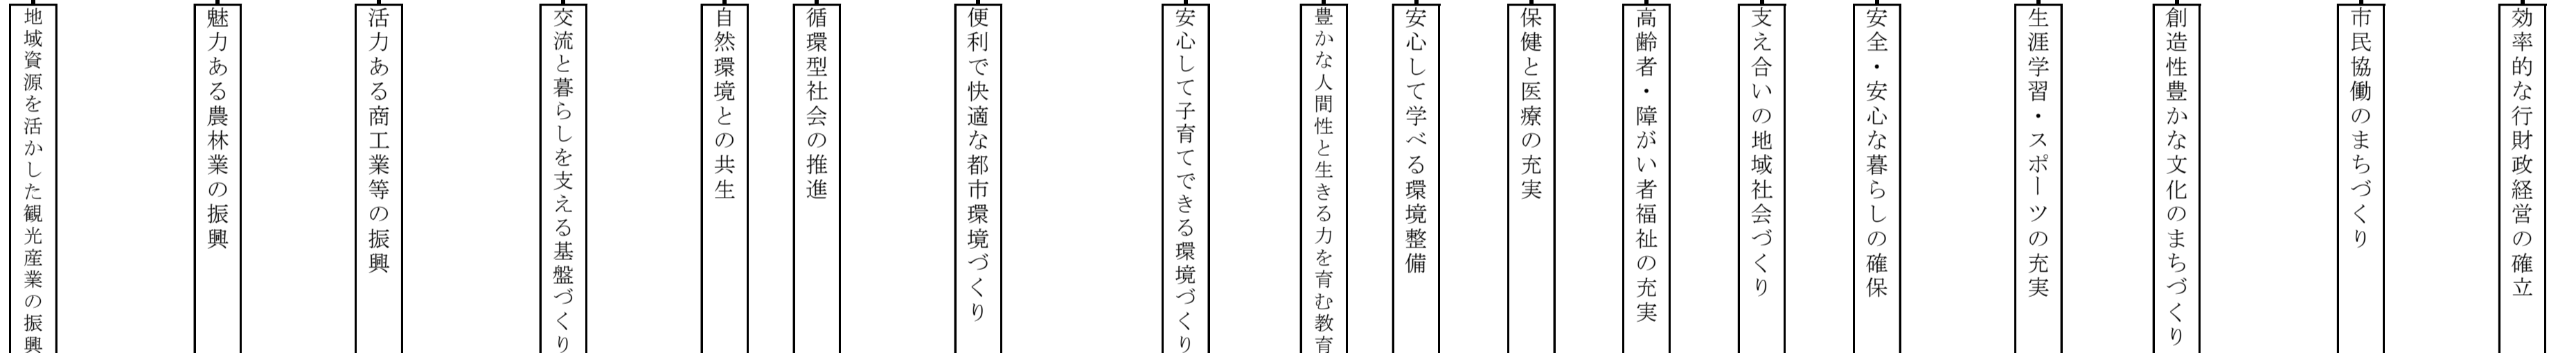 地域資源を活かした観光産業の振興
魅力ある農林業の振興
活力ある商工業等の振興
交流と暮らしを支える基盤づくり
自然環境との共生
循環型社会の推進
便利で快適な都市環境づくり
安心して子育てできる環境づくり
豊かな人間性と生きる力を育む教育
安心して学べる環境整備
保健と医療の充実
高齢者・障がい者福祉の充実
支え合いの地域社会づくり
安全・安心な暮らしの確保
生涯学習・スポーツの充実
創造性豊かな文化のまちづくり
市民協働のまちづくり
効率的な行財政経営の確立